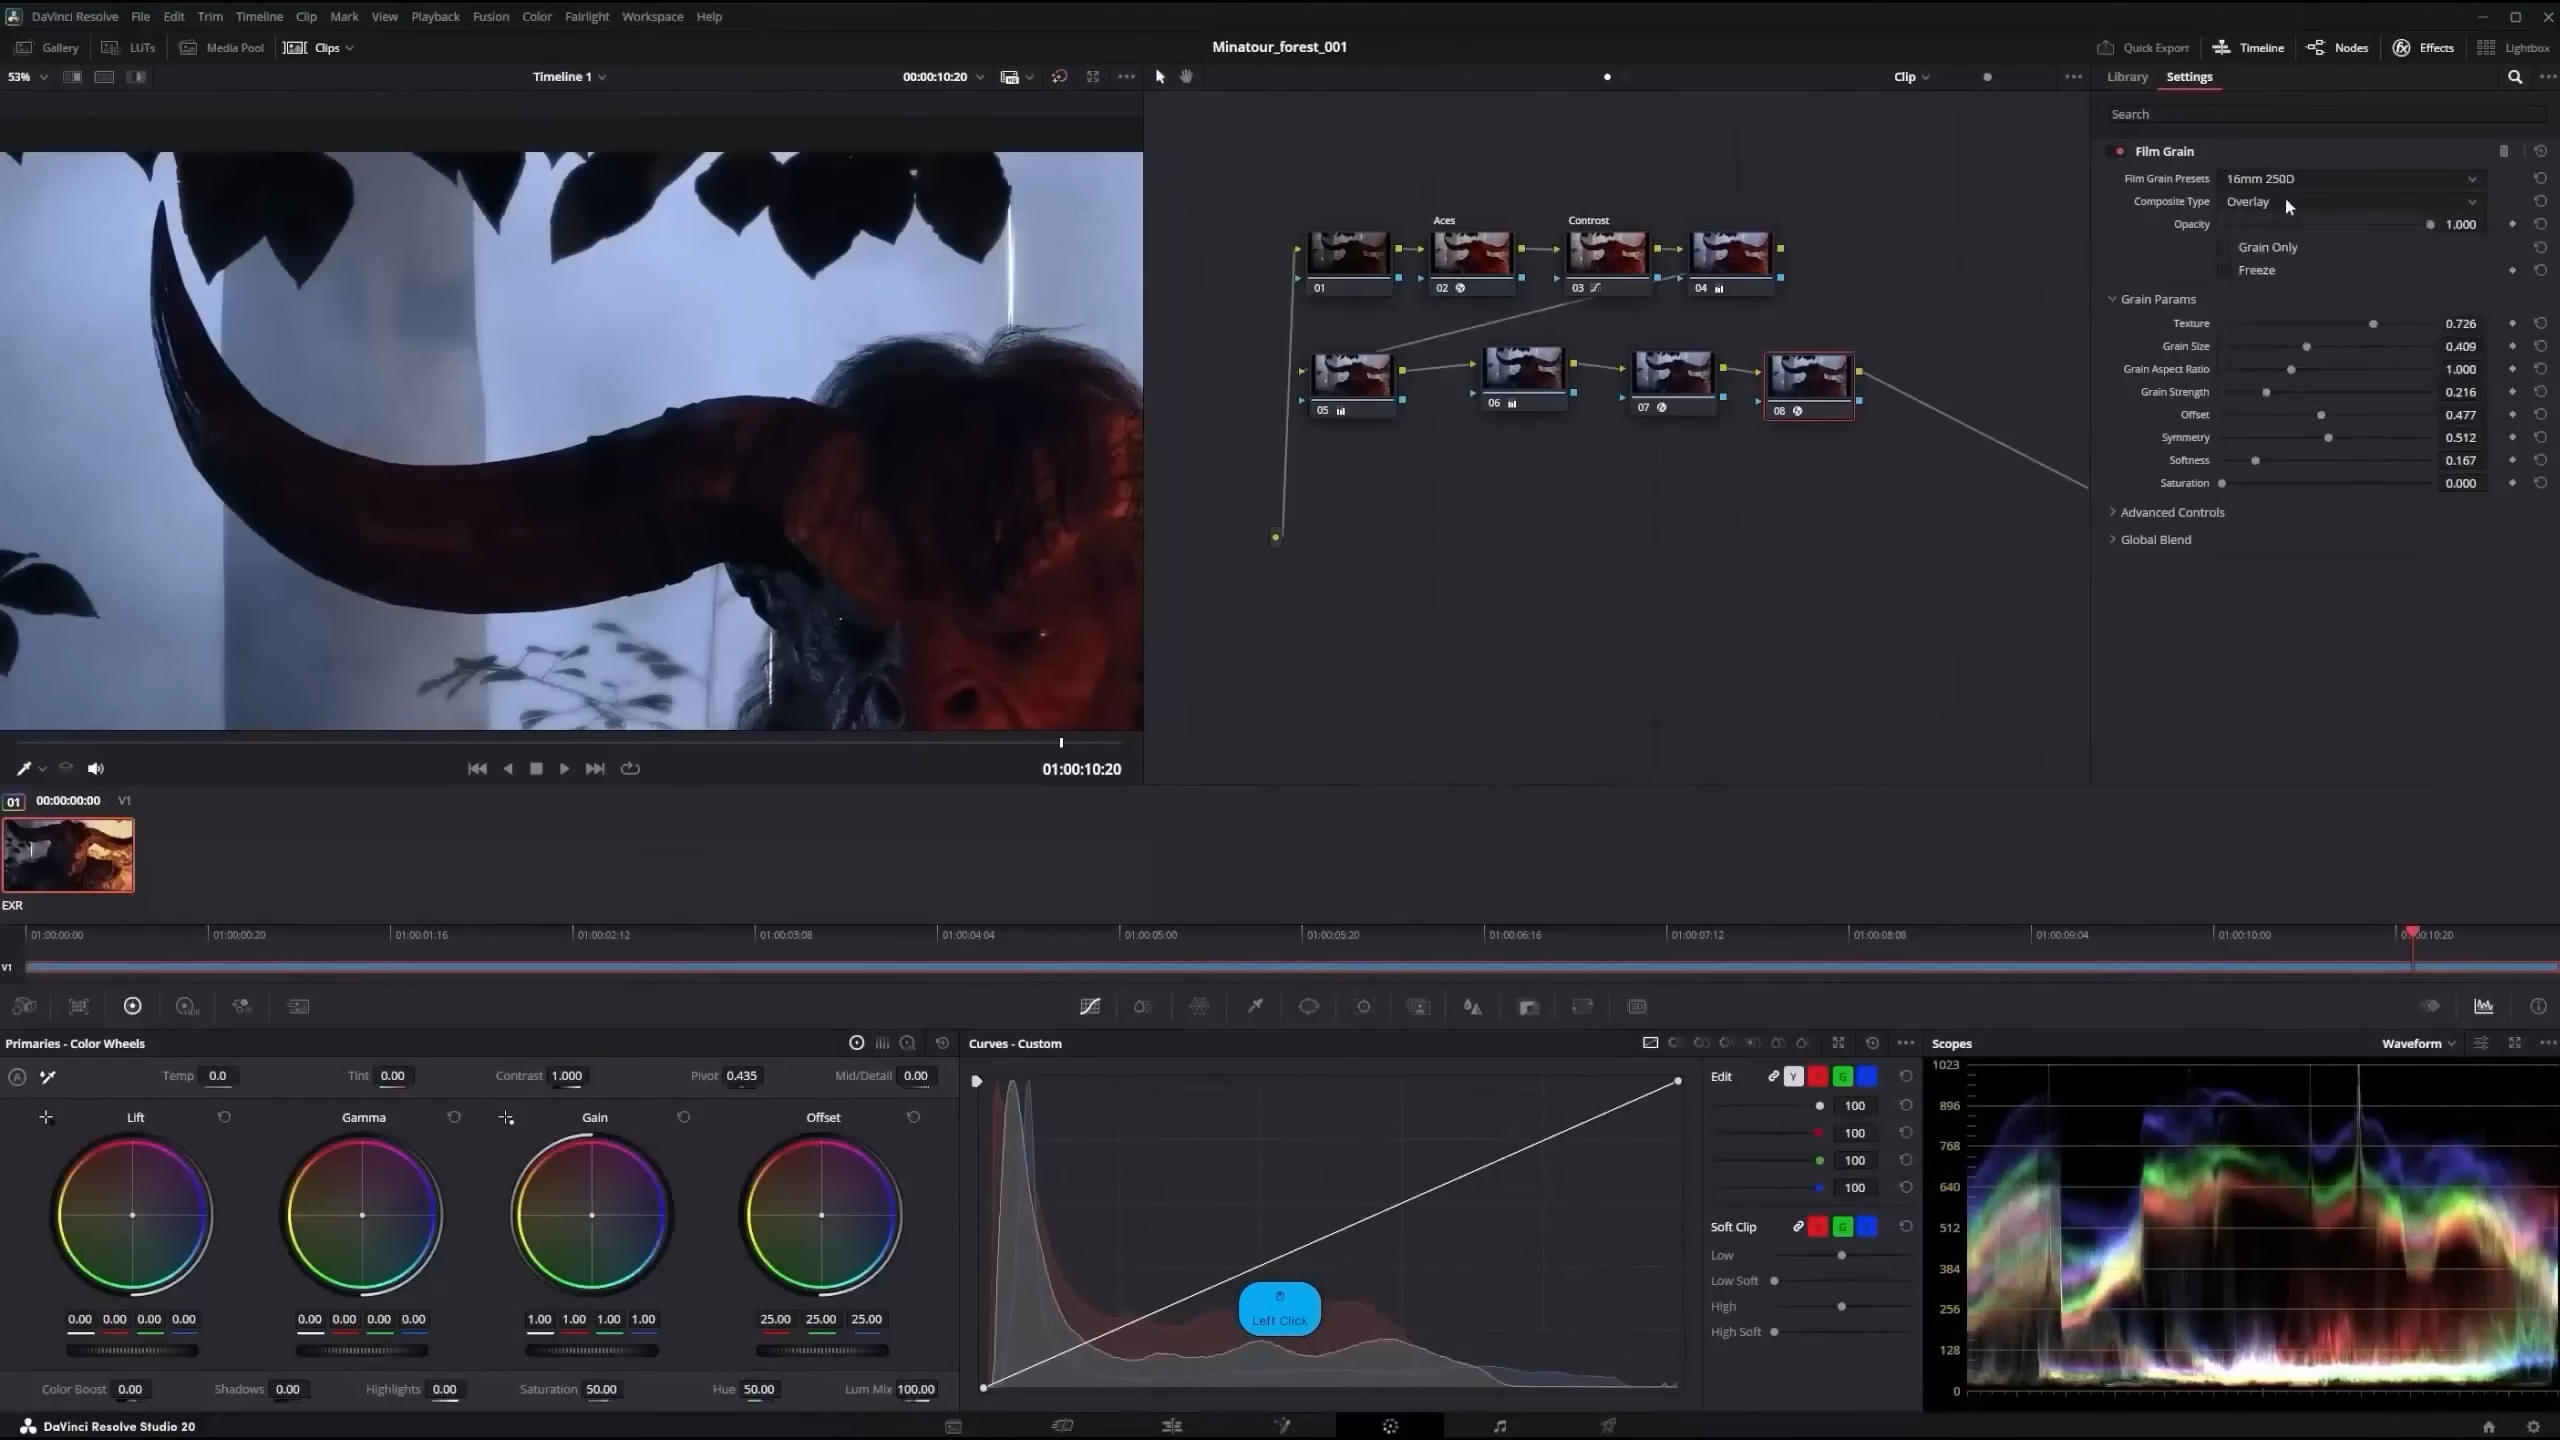 DaVinci Resolve File Edit Trim Timeline Clip Mark View Playback Fusion Color Fairlight Workspace Help
Gallery LUTs Media Pool Clips Minatour_forest_001 Quick Export Timeline Nodes Effects Lightbox
53% Timeline 1 00:00:10:20 Clip Library Settings
Search
Film Grain
Film Grain Presets 16mm 250D
Composite Type Overlay
Opacity 1.000
Grain Only
Freeze
Grain Params
Texture 0.726
Grain Size 0.409
Grain Aspect Ratio 1.000
Grain Strength 0.216
Offset 0.477
Symmetry 0.512
Softness 0.167
Saturation 0.000
Advanced Controls
Global Blend
Aces Controst
01 02 03 04
05 06 07 08
01:00:10:20
01 00:00:00:00 V1
EXR
01:00:00:00 01:00:00:20 01:00:01:16 01:00:02:12 01:00:03:08 01:00:04:04 01:00:05:00 01:00:05:20 01:00:06:16 01:00:07:12 01:00:08:08 01:00:09:04 01:00:10:00
V1
Primaries - Color Wheels
A Temp 0.0 Tint 0.00 Contrast 1.000 Pivot 0.435 Mid/Detail 0.00
Lift Gamma Gain Offset
0.00 0.00 0.00 0.00 0.00 0.00 0.00 0.00 1.00 1.00 1.00 1.00 25.00 25.00 25.00
Color Boost 0.00 Shadows 0.00 Highlights 0.00 Saturation 50.00 Hue 50.00 Lum Mix 100.00
Curves - Custom
Left Click
Edit Y G
100
100
100
100
Soft Clip G
Low
Low Soft
High
High Soft
Scopes Waveform
1023
896
768
640
512
384
256
128
0
DaVinci Resolve Studio 20